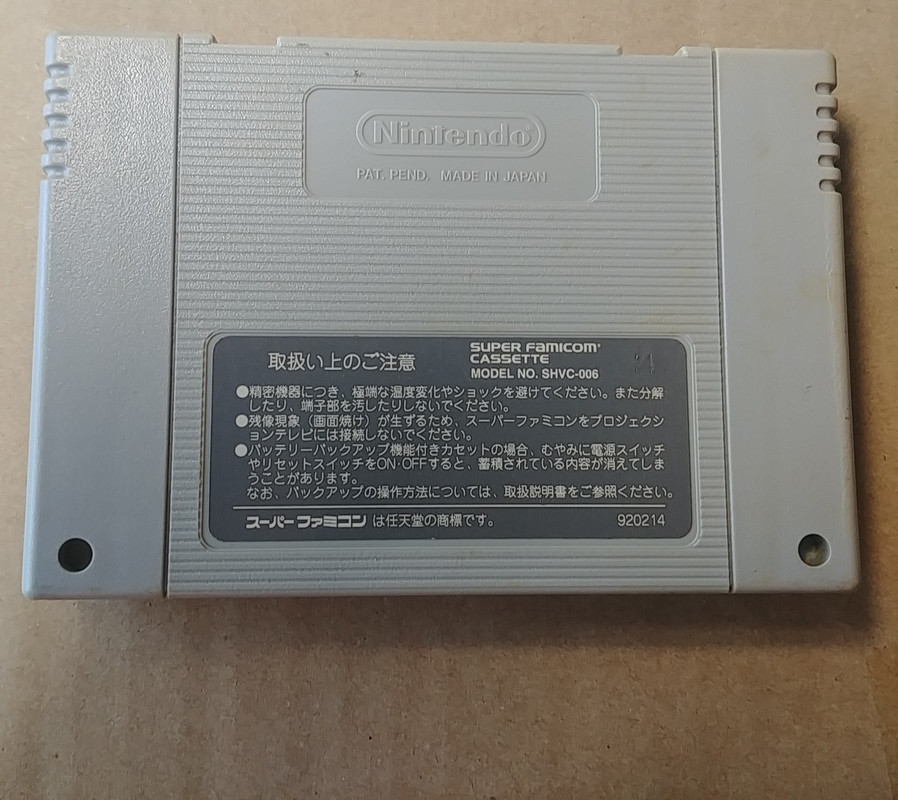 Nintendo®
PAT. PEND. MADE IN JAPAN
取扱い上のご注意
SUPER FAMICOM®
CASSETTE
MODEL NO. SHVC-006
●精密機器につき、極端な温度変化やショックを避けてください。また分解
したり、端子部を汚したりしないでください。
●残像現象（画面焼け）が生ずるため、スーパーファミコンをプロジェクシ
ョンテレビには接続しないでください。
●バッテリーバックアップ機能付きカセットの場合、むやみに電源スイッチ
やリセットスイッチをON・OFFすると、蓄積されている内容が消えてしま
うことがあります。
なお、バックアップの操作方法については、取扱説明書をご参照ください。
スーパーファミコンは任天堂の商標です。
920214